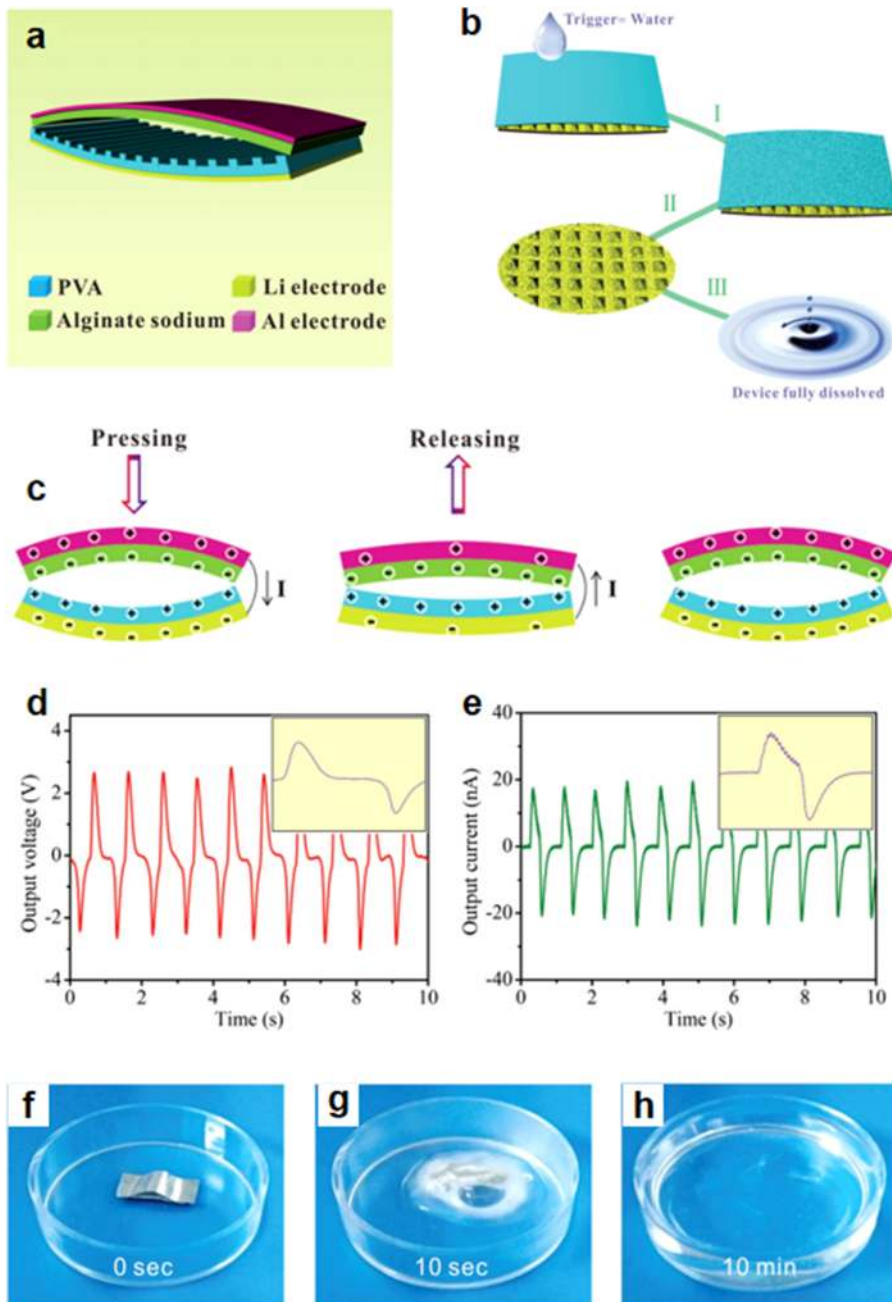 a
PVA
Li electrode
Alginate sodium
Al electrode
b
Trigger= Water
I
II
III
Device fully dissolved
c
Pressing
Releasing
I
I
d
Output voltage (V)
4
2
0
-2
-4
0
2
4
6
8
10
Time (s)
e
Output current (nA)
40
20
0
-20
-40
0
2
4
6
8
10
Time (s)
f
0 sec
g
10 sec
h
10 min